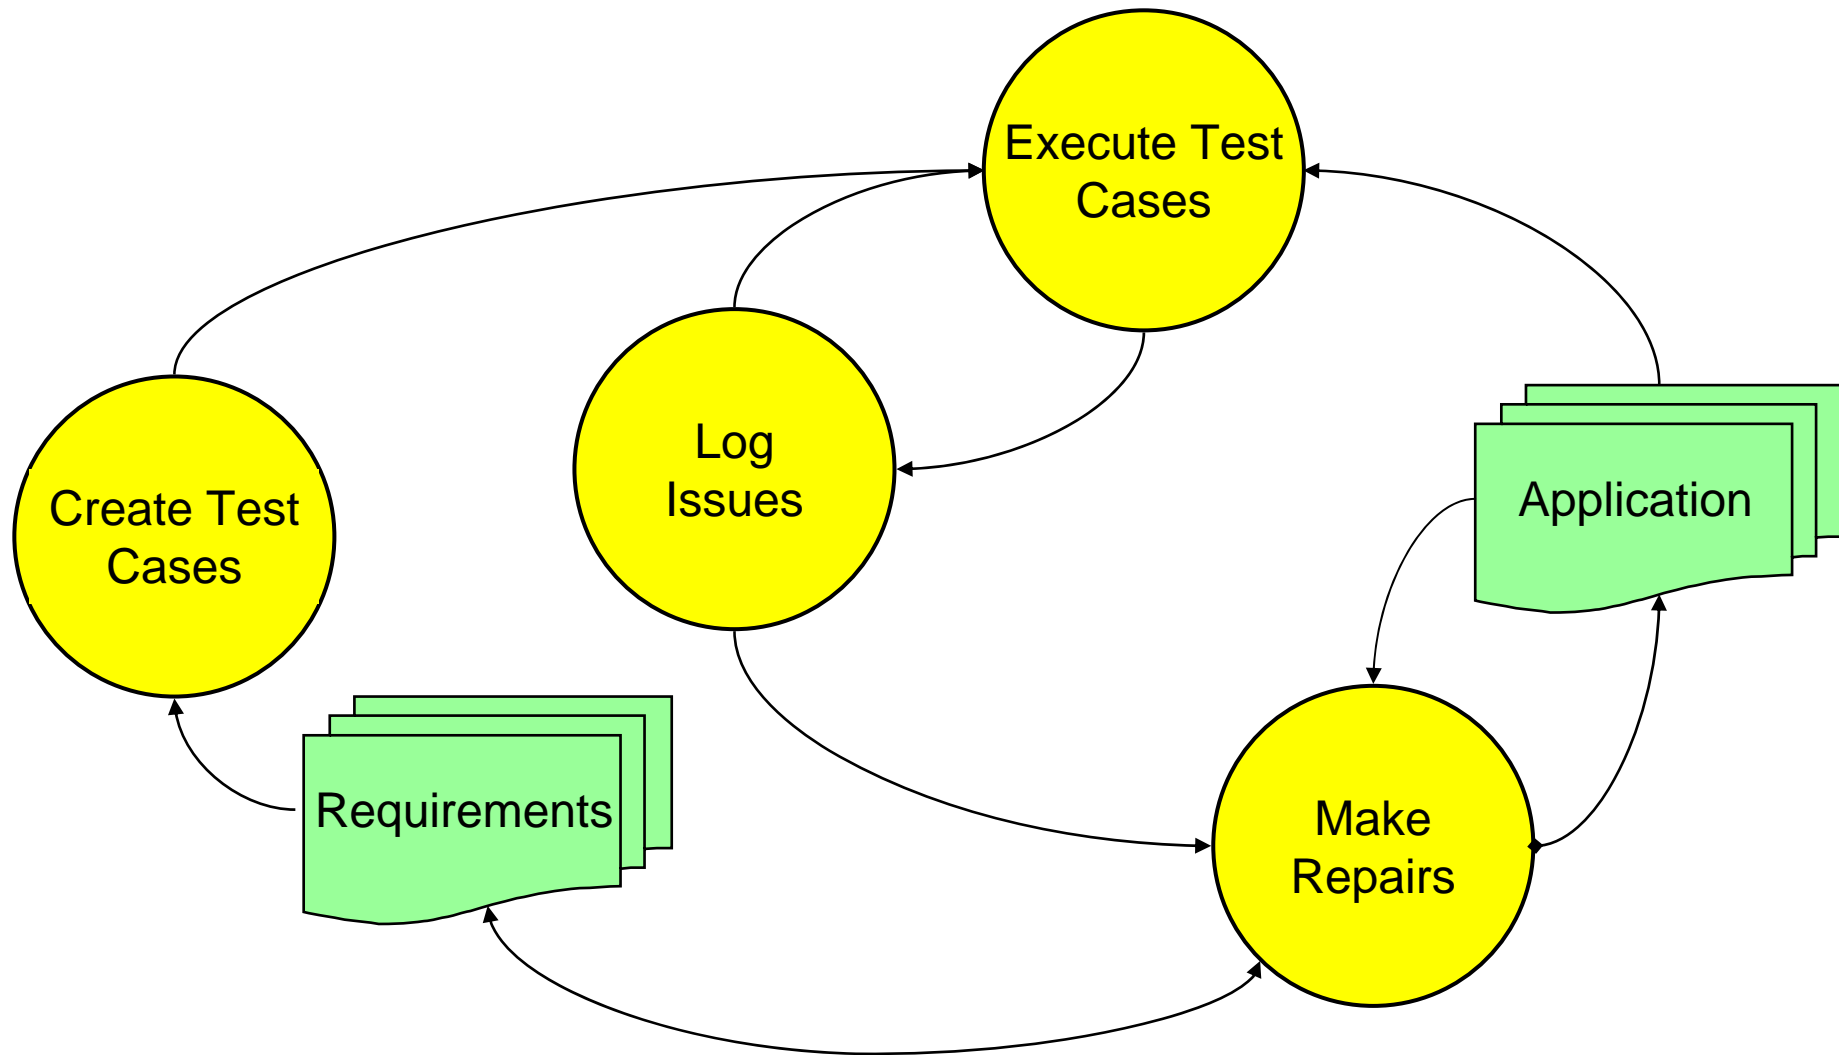 Execute Test
Cases
Log
Issues
Application
Create Test
Cases
Requirements
Make
Repairs